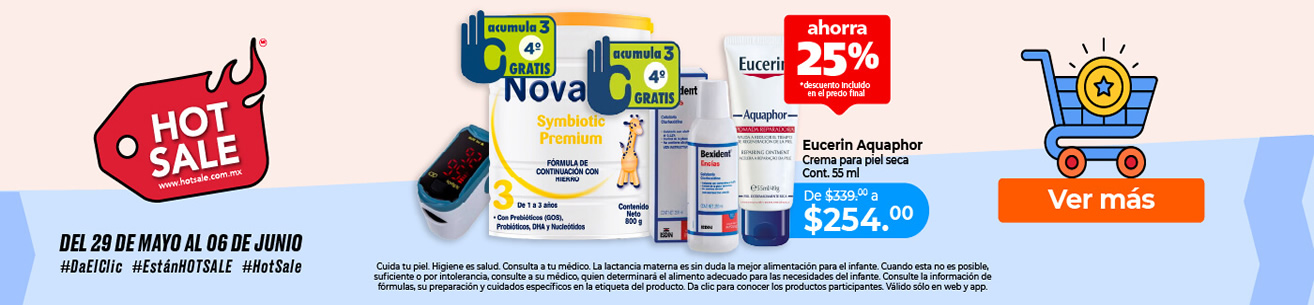 HOT
SALE
www.hotsale.com.mx
DEL 29 DE MAYO AL 06 DE JUNIO
#DaElClic #EstánHOTSALE #HotSale
acumula 3
4º
GRATIS
acumula 3
4º
GRATIS
Nova
Symbiotic
Premium
FÓRMULA DE
CONTINUACIÓN CON
HIERRO
3
De 1 a 3 años
• Con Prebióticos (GOS),
Probióticos, DHA y Nucleótidos
Contenido
Neto
800 g
Bexident
Encías
ISDIN
Eucerin
Aquaphor
POMADA REPARADORA
REPAIRING OINTMENT
ahorra
25%
*descuento incluido
en el precio final
Eucerin Aquaphor
Crema para piel seca
Cont. 55 ml
De $339.00 a
$254.00
Ver más
Cuida tu piel. Higiene es salud. Consulta a tu médico. La lactancia materna es sin duda la mejor alimentación para el infante. Cuando esta no es posible,
suficiente o por intolerancia, consulte a su médico, quien determinará el alimento adecuado para las necesidades del infante. Consulte la información de
fórmulas, su preparación y cuidados específicos en la etiqueta del producto. Da clic para conocer los productos participantes. Válido sólo en web y app.